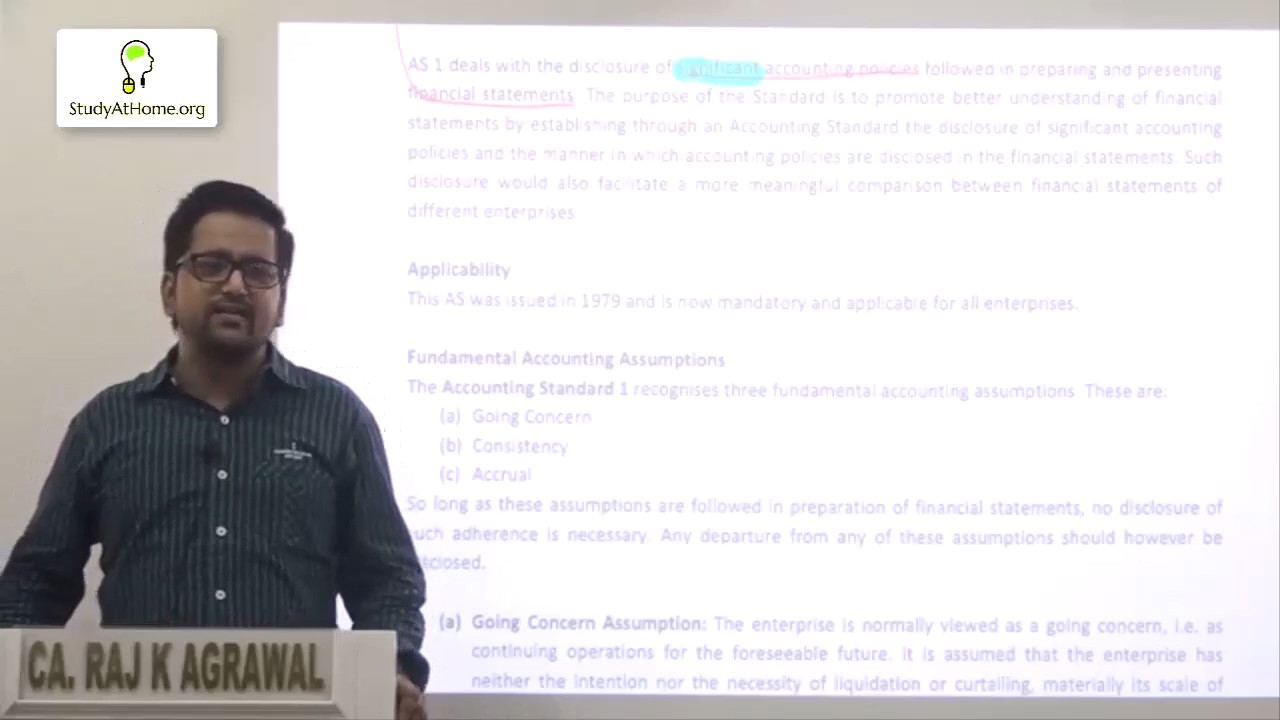 StudyAtHome.org
AS 1 deals with the disclosure of significant accounting policies followed in preparing and presenting
financial statements. The purpose of the Standard is to promote better understanding of financial
statements by establishing through an Accounting Standard the disclosure of significant accounting
policies and the manner in which accounting policies are disclosed in the financial statements. Such
disclosure would also facilitate a more meaningful comparison between financial statements of
different enterprises
Applicability
This AS was issued in 1979 and is now mandatory and applicable for all enterprises.
Fundamental Accounting Assumptions
The Accounting Standard 1 recognises three fundamental accounting assumptions. These are:
(a) Going Concern
(b) Consistency
(c) Accrual
So long as these assumptions are followed in preparation of financial statements, no disclosure of
such adherence is necessary. Any departure from any of these assumptions should however be
disclosed.
(a) Going Concern Assumption: The enterprise is normally viewed as a going concern, i.e. as
continuing operations for the foreseeable future. It is assumed that the enterprise has
neither the intention nor the necessity of liquidation or curtailing, materially its scale of
CA. RAJ K AGRAWAL